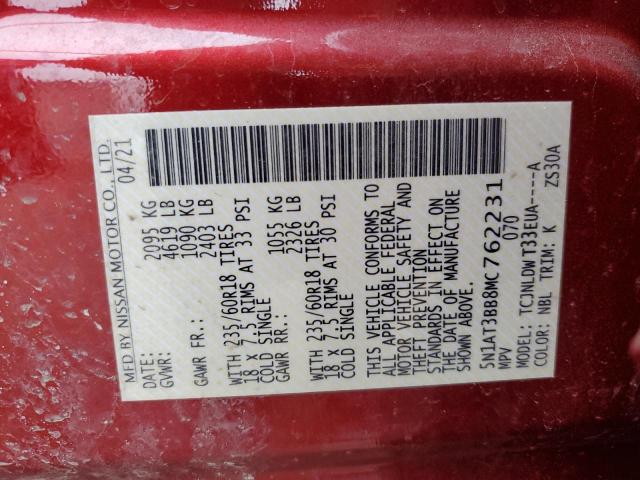 MFD BY NISSAN MOTOR CO., LTD.
DATE: 04/21
GVWR: 2095 KG
4619 LB
GAWR FR.: 1090 KG
2403 LB
WITH 235/60R18 TIRES
18 X 7.5 RIMS AT 33 PSI
COLD SINGLE
GAWR RR.: 1055 KG
2326 LB
WITH 235/60R18 TIRES
18 X 7.5 RIMS AT 30 PSI
COLD SINGLE
THIS VEHICLE CONFORMS TO
ALL APPLICABLE FEDERAL
MOTOR VEHICLE SAFETY AND
THEFT PREVENTION
STANDARDS IN EFFECT ON
THE DATE OF MANUFACTURE
SHOWN ABOVE.
5N1AT3BB8MC762231
MPV 070
MODEL: TCJNLDWT33EUA----A
COLOR: NBL TRIM: K ZS30A